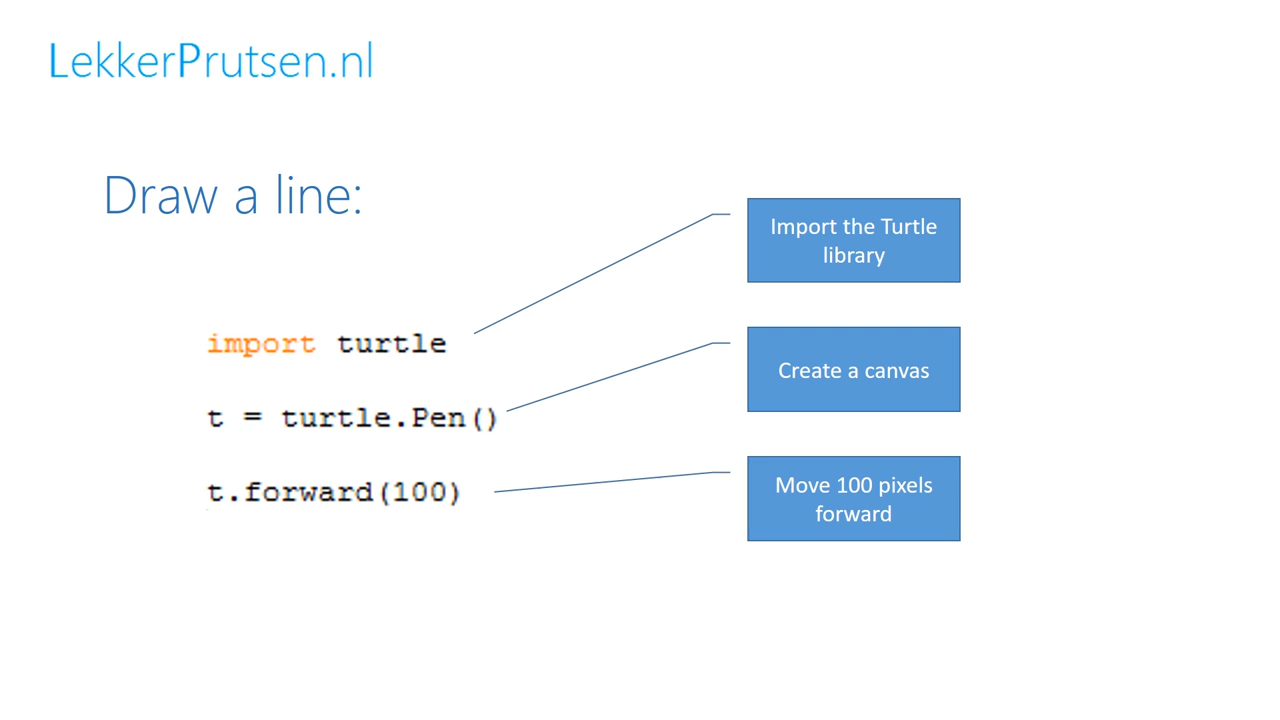 LekkerPrutsen.nl
Draw a line:
Import the Turtle
library
import turtle
Create a canvas
t = turtle.Pen()
Move 100 pixels
forward
t.forward(100)